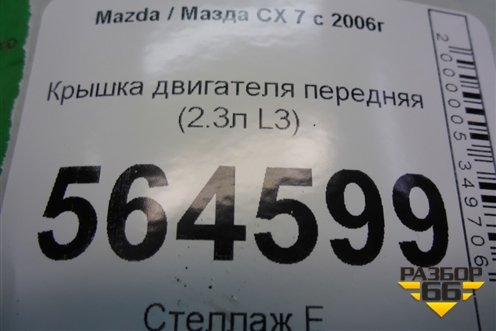 Mazda / Мазда CX 7 с 2006г
Крышка двигателя передняя
(2.3л L3)
564599
Стеллаж F
2000005349706
РАЗБОР
66